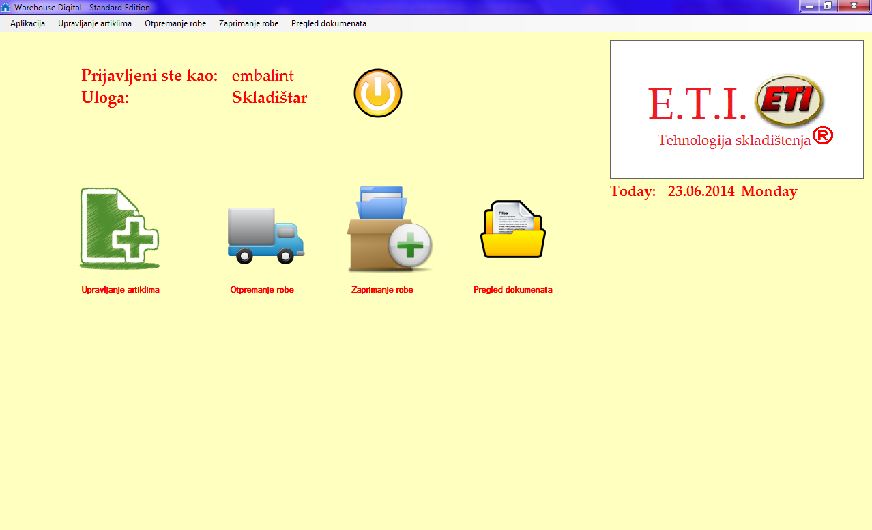 Warehouse Digital - Standard Edition
Aplikacija Upravljanje artiklima Otpremanje robe Zaprimanje robe Pregled dokumenata
Prijavljeni ste kao: embalint
Uloga: Skladištar
E.T.I. ETI
Tehnologija skladištenja®
Today: 23.06.2014 Monday
Files
Upravljanje artiklima Otpremanje robe Zaprimanje robe Pregled dokumenata